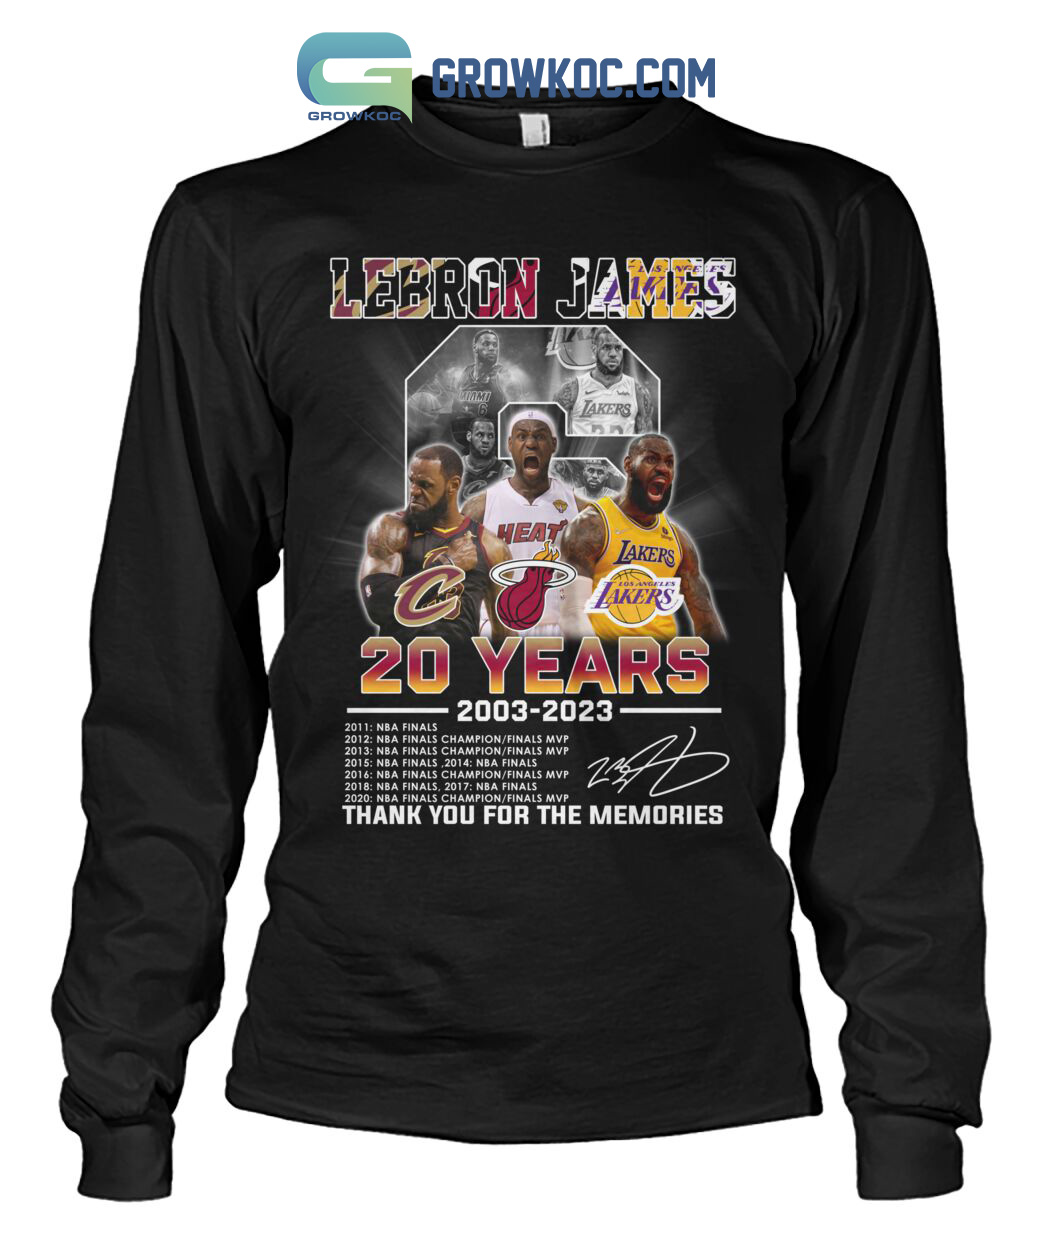 GROWKOC.COM
GROWKOC
LEBRON JAMES
LOS ANGELES
LAKERS
MIAMI
6
LAKERS
HEAT
LAKERS
C
LOS ANGELES
LAKERS
20 YEARS
2003-2023
2011: NBA FINALS
2012: NBA FINALS CHAMPION/FINALS MVP
2013: NBA FINALS CHAMPION/FINALS MVP
2015: NBA FINALS ,2014: NBA FINALS
2016: NBA FINALS CHAMPION/FINALS MVP
2018: NBA FINALS, 2017: NBA FINALS
2020: NBA FINALS CHAMPION/FINALS MVP
THANK YOU FOR THE MEMORIES